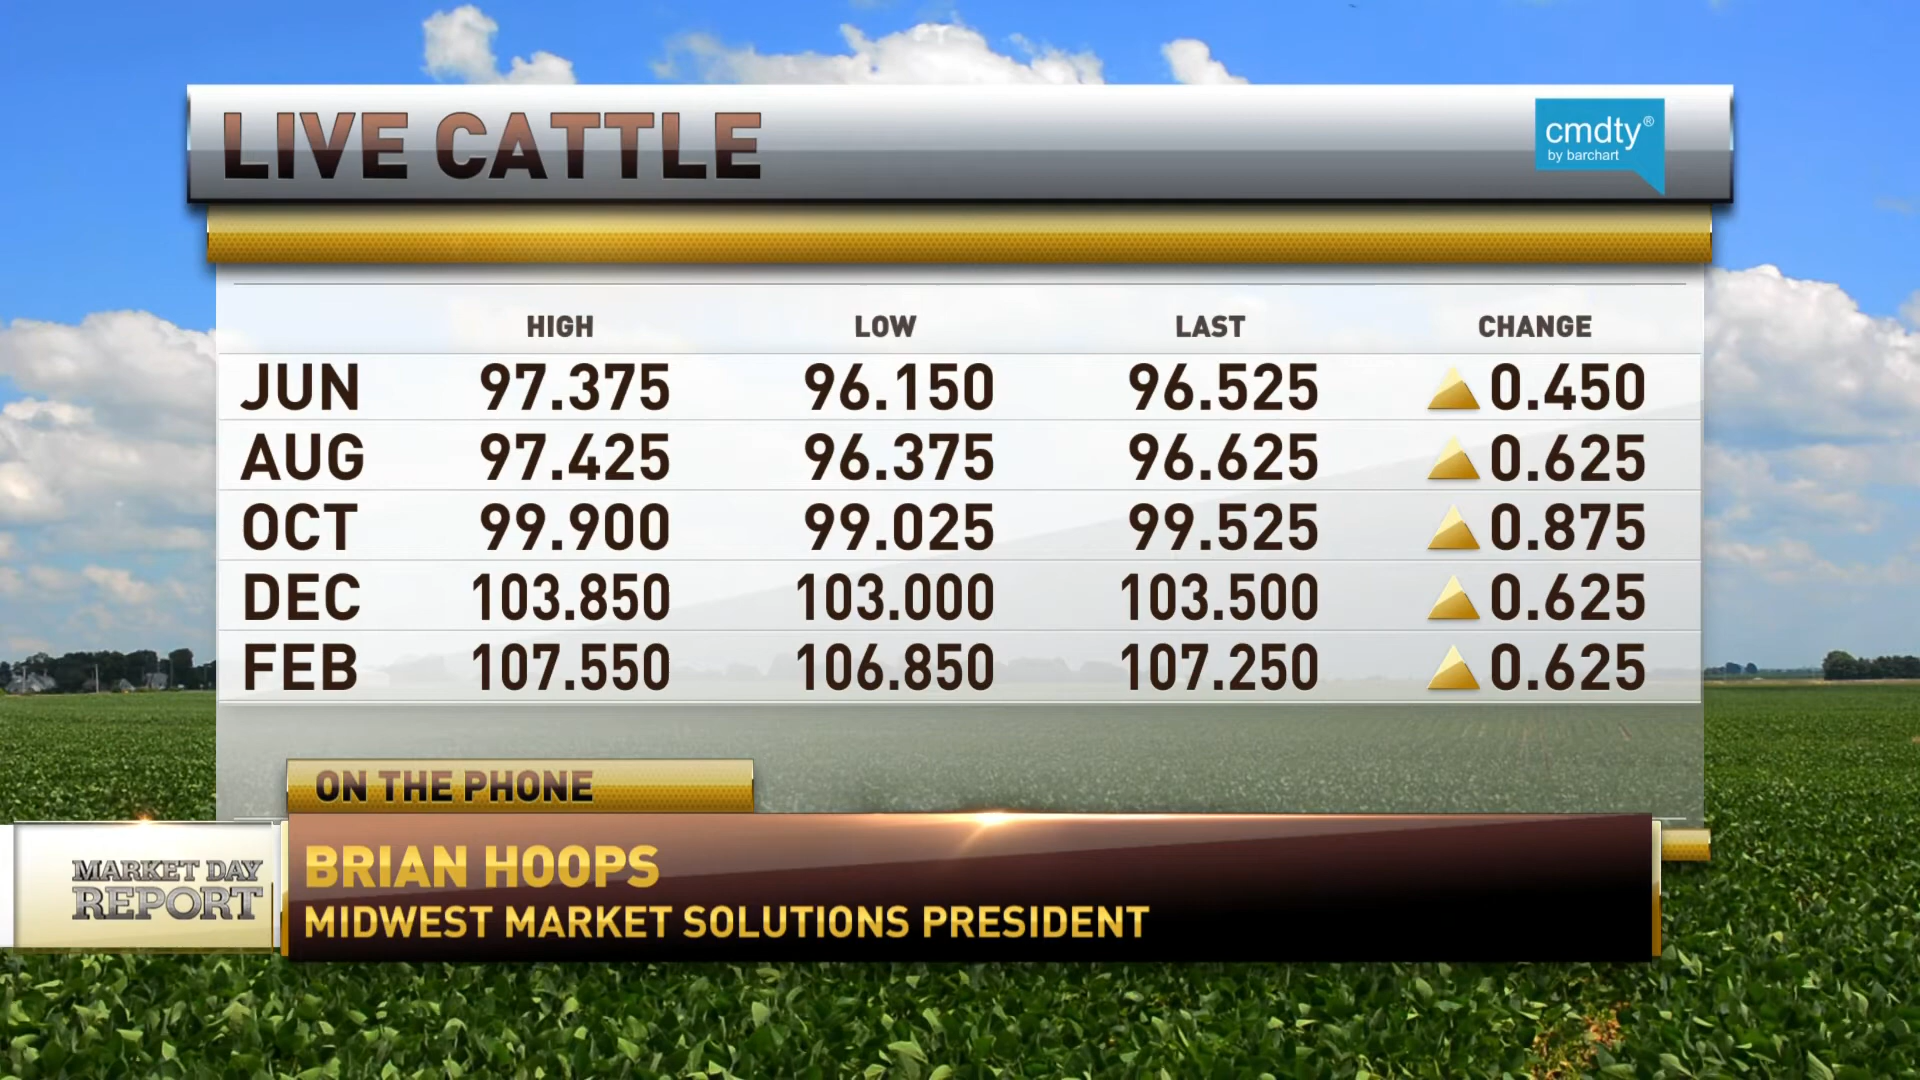 LIVE CATTLE
cmdty®
by barchart
HIGH LOW LAST CHANGE
JUN 97.375 96.150 96.525 0.450
AUG 97.425 96.375 96.625 0.625
OCT 99.900 99.025 99.525 0.875
DEC 103.850 103.000 103.500 0.625
FEB 107.550 106.850 107.250 0.625
ON THE PHONE
MARKET DAY
REPORT
BRIAN HOOPS
MIDWEST MARKET SOLUTIONS PRESIDENT